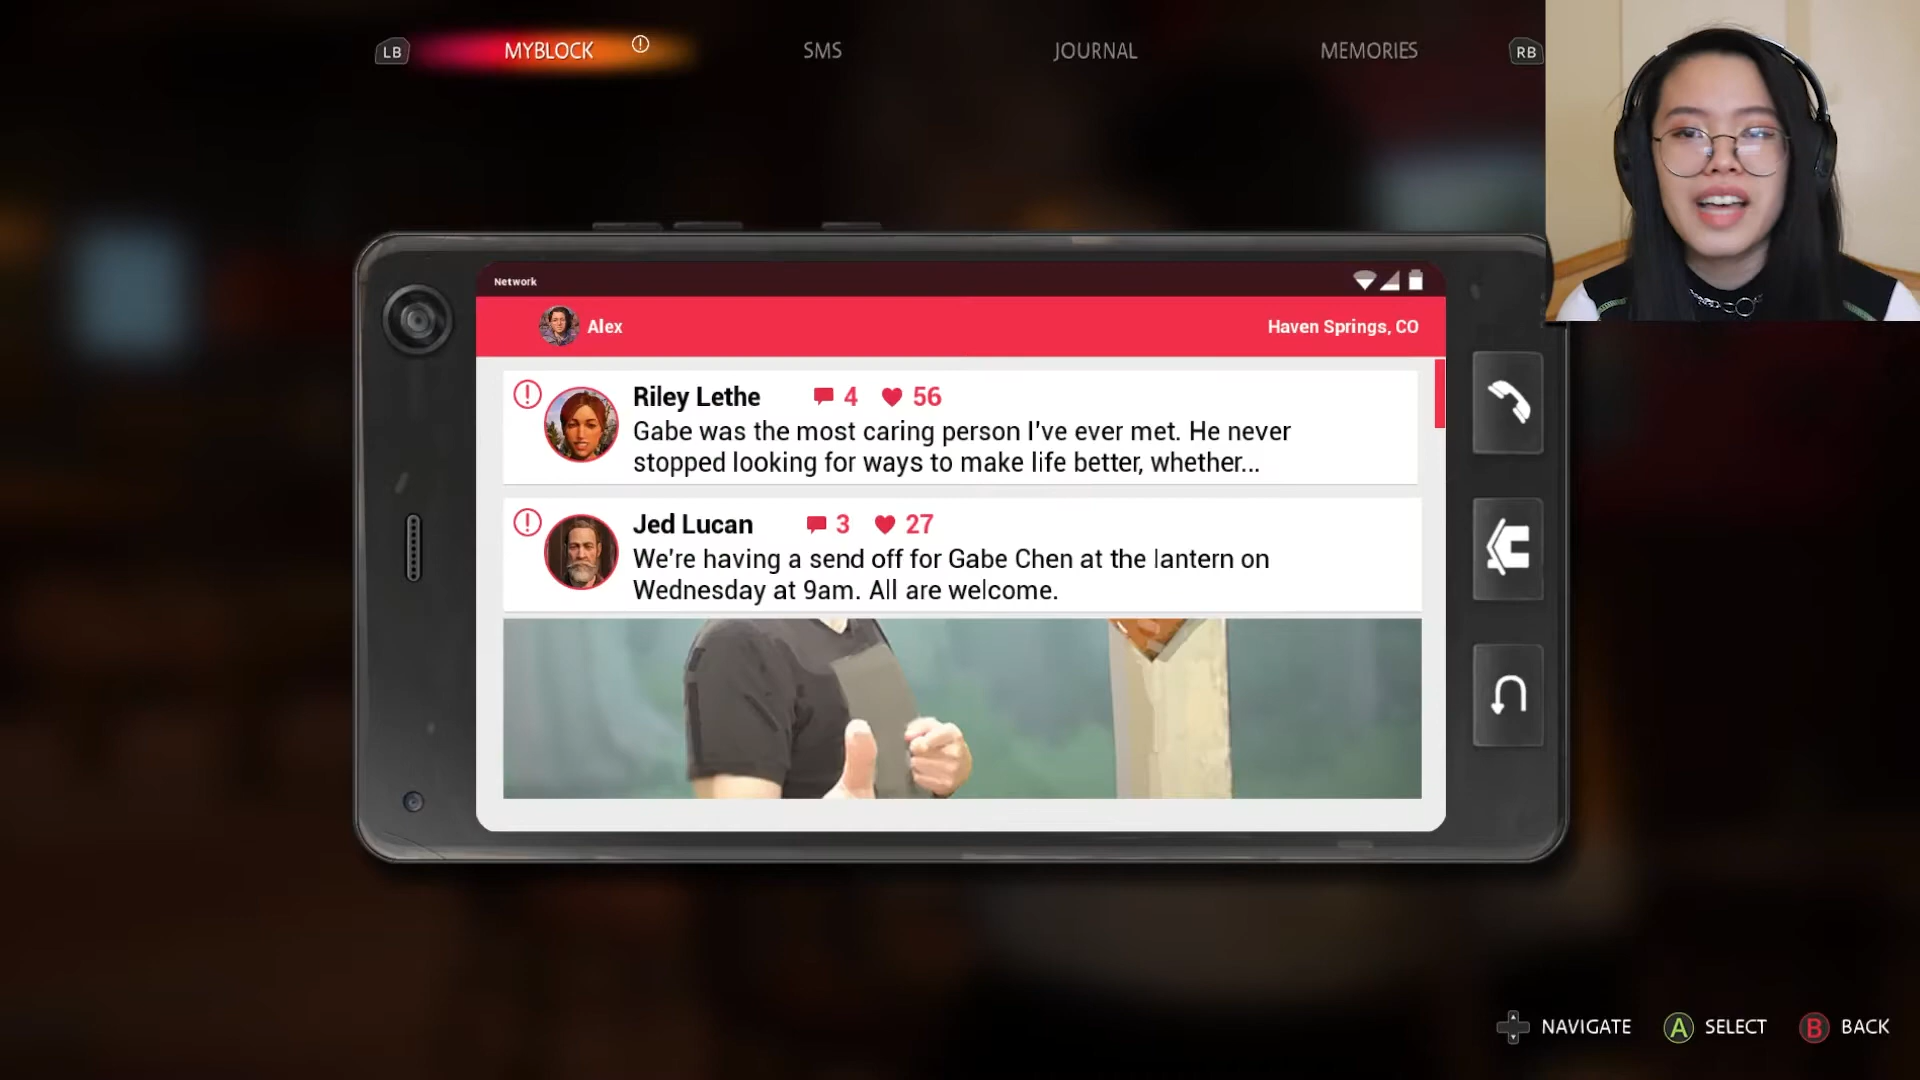 LB MYBLOCK SMS JOURNAL MEMORIES RB
Network
Alex Haven Springs, CO
Riley Lethe 4 56
Gabe was the most caring person I've ever met. He never
stopped looking for ways to make life better, whether...
Jed Lucan 3 27
We're having a send off for Gabe Chen at the lantern on
Wednesday at 9am. All are welcome.
NAVIGATE A SELECT B BACK